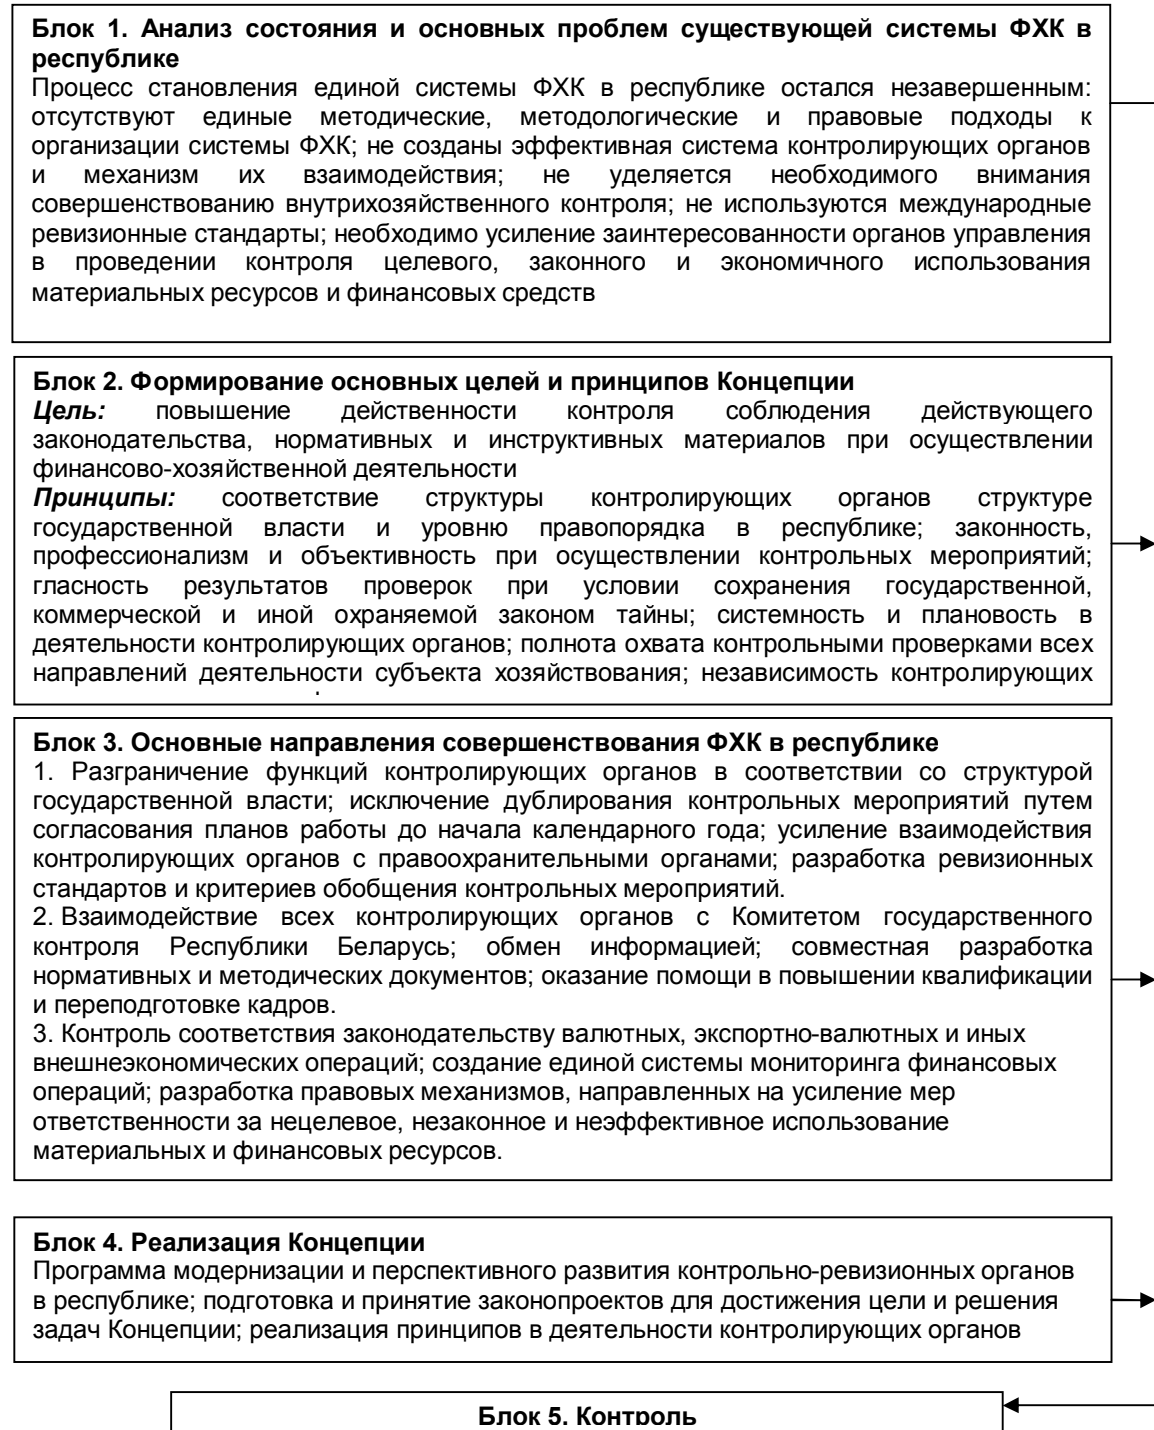 Блок 1. Анализ состояния и основных проблем существующей системы ФХК в
республике
Процесс становления единой системы ФХК в республике остался незавершенным:
отсутствуют единые методические, методологические и правовые подходы к
организации системы ФХК; не созданы эффективная система контролирующих органов
и механизм их взаимодействия; не уделяется необходимого внимания
совершенствованию внутрихозяйственного контроля; не используются международные
ревизионные стандарты; необходимо усиление заинтересованности органов управления
в проведении контроля целевого, законного и экономичного использования
материальных ресурсов и финансовых средств
Блок 2. Формирование основных целей и принципов Концепции
Цель: повышение действенности контроля соблюдения действующего
законодательства, нормативных и инструктивных материалов при осуществлении
финансово-хозяйственной деятельности
Принципы: соответствие структуры контролирующих органов структуре
государственной власти и уровню правопорядка в республике; законность,
профессионализм и объективность при осуществлении контрольных мероприятий;
гласность результатов проверок при условии сохранения государственной,
коммерческой и иной охраняемой законом тайны; системность и плановость в
деятельности контролирующих органов; полнота охвата контрольными проверками всех
направлений деятельности субъекта хозяйствования; независимость контролирующих
Блок 3. Основные направления совершенствования ФХК в республике
1. Разграничение функций контролирующих органов в соответствии со структурой
государственной власти; исключение дублирования контрольных мероприятий путем
согласования планов работы до начала календарного года; усиление взаимодействия
контролирующих органов с правоохранительными органами; разработка ревизионных
стандартов и критериев обобщения контрольных мероприятий.
2. Взаимодействие всех контролирующих органов с Комитетом государственного
контроля Республики Беларусь; обмен информацией; совместная разработка
нормативных и методических документов; оказание помощи в повышении квалификации
и переподготовке кадров.
3. Контроль соответствия законодательству валютных, экспортно-валютных и иных
внешнеэкономических операций; создание единой системы мониторинга финансовых
операций; разработка правовых механизмов, направленных на усиление мер
ответственности за нецелевое, незаконное и неэффективное использование
материальных и финансовых ресурсов.
Блок 4. Реализация Концепции
Программа модернизации и перспективного развития контрольно-ревизионных органов
в республике; подготовка и принятие законопроектов для достижения цели и решения
задач Концепции; реализация принципов в деятельности контролирующих органов
Блок 5. Контроль